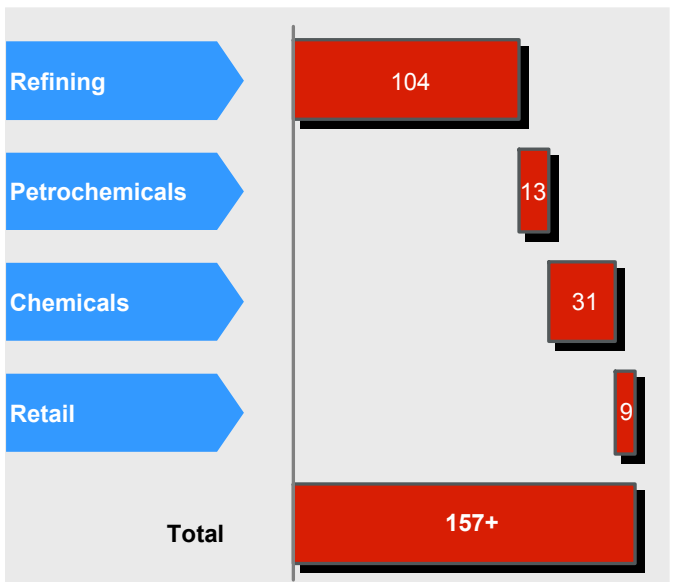 Refining
104
Petrochemicals
13
Chemicals
31
Retail
9
Total
157+